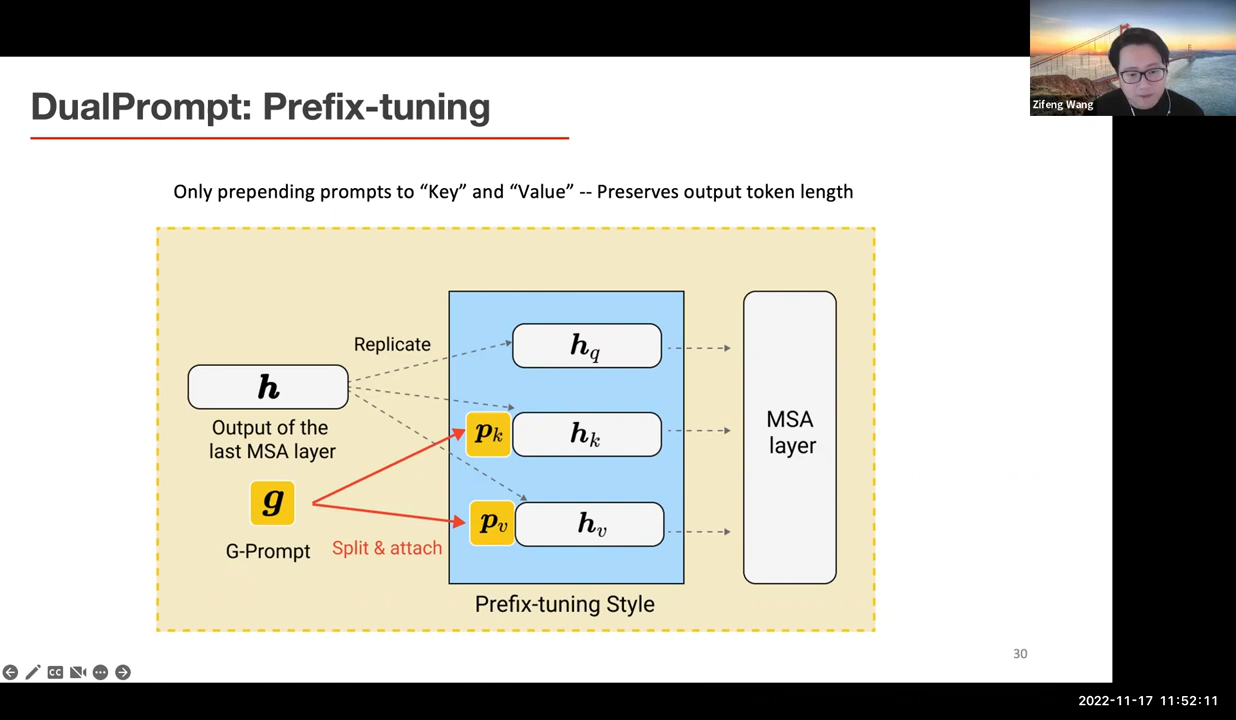 Zifeng Wang
DualPrompt: Prefix-tuning
Only prepending prompts to “Key” and “Value” -- Preserves output token length
Replicate
h
Output of the
last MSA layer
g
G-Prompt
Split & attach
h_q
p_k h_k
p_v h_v
Prefix-tuning Style
MSA
layer
30
CC
2022-11-17 11:52:11